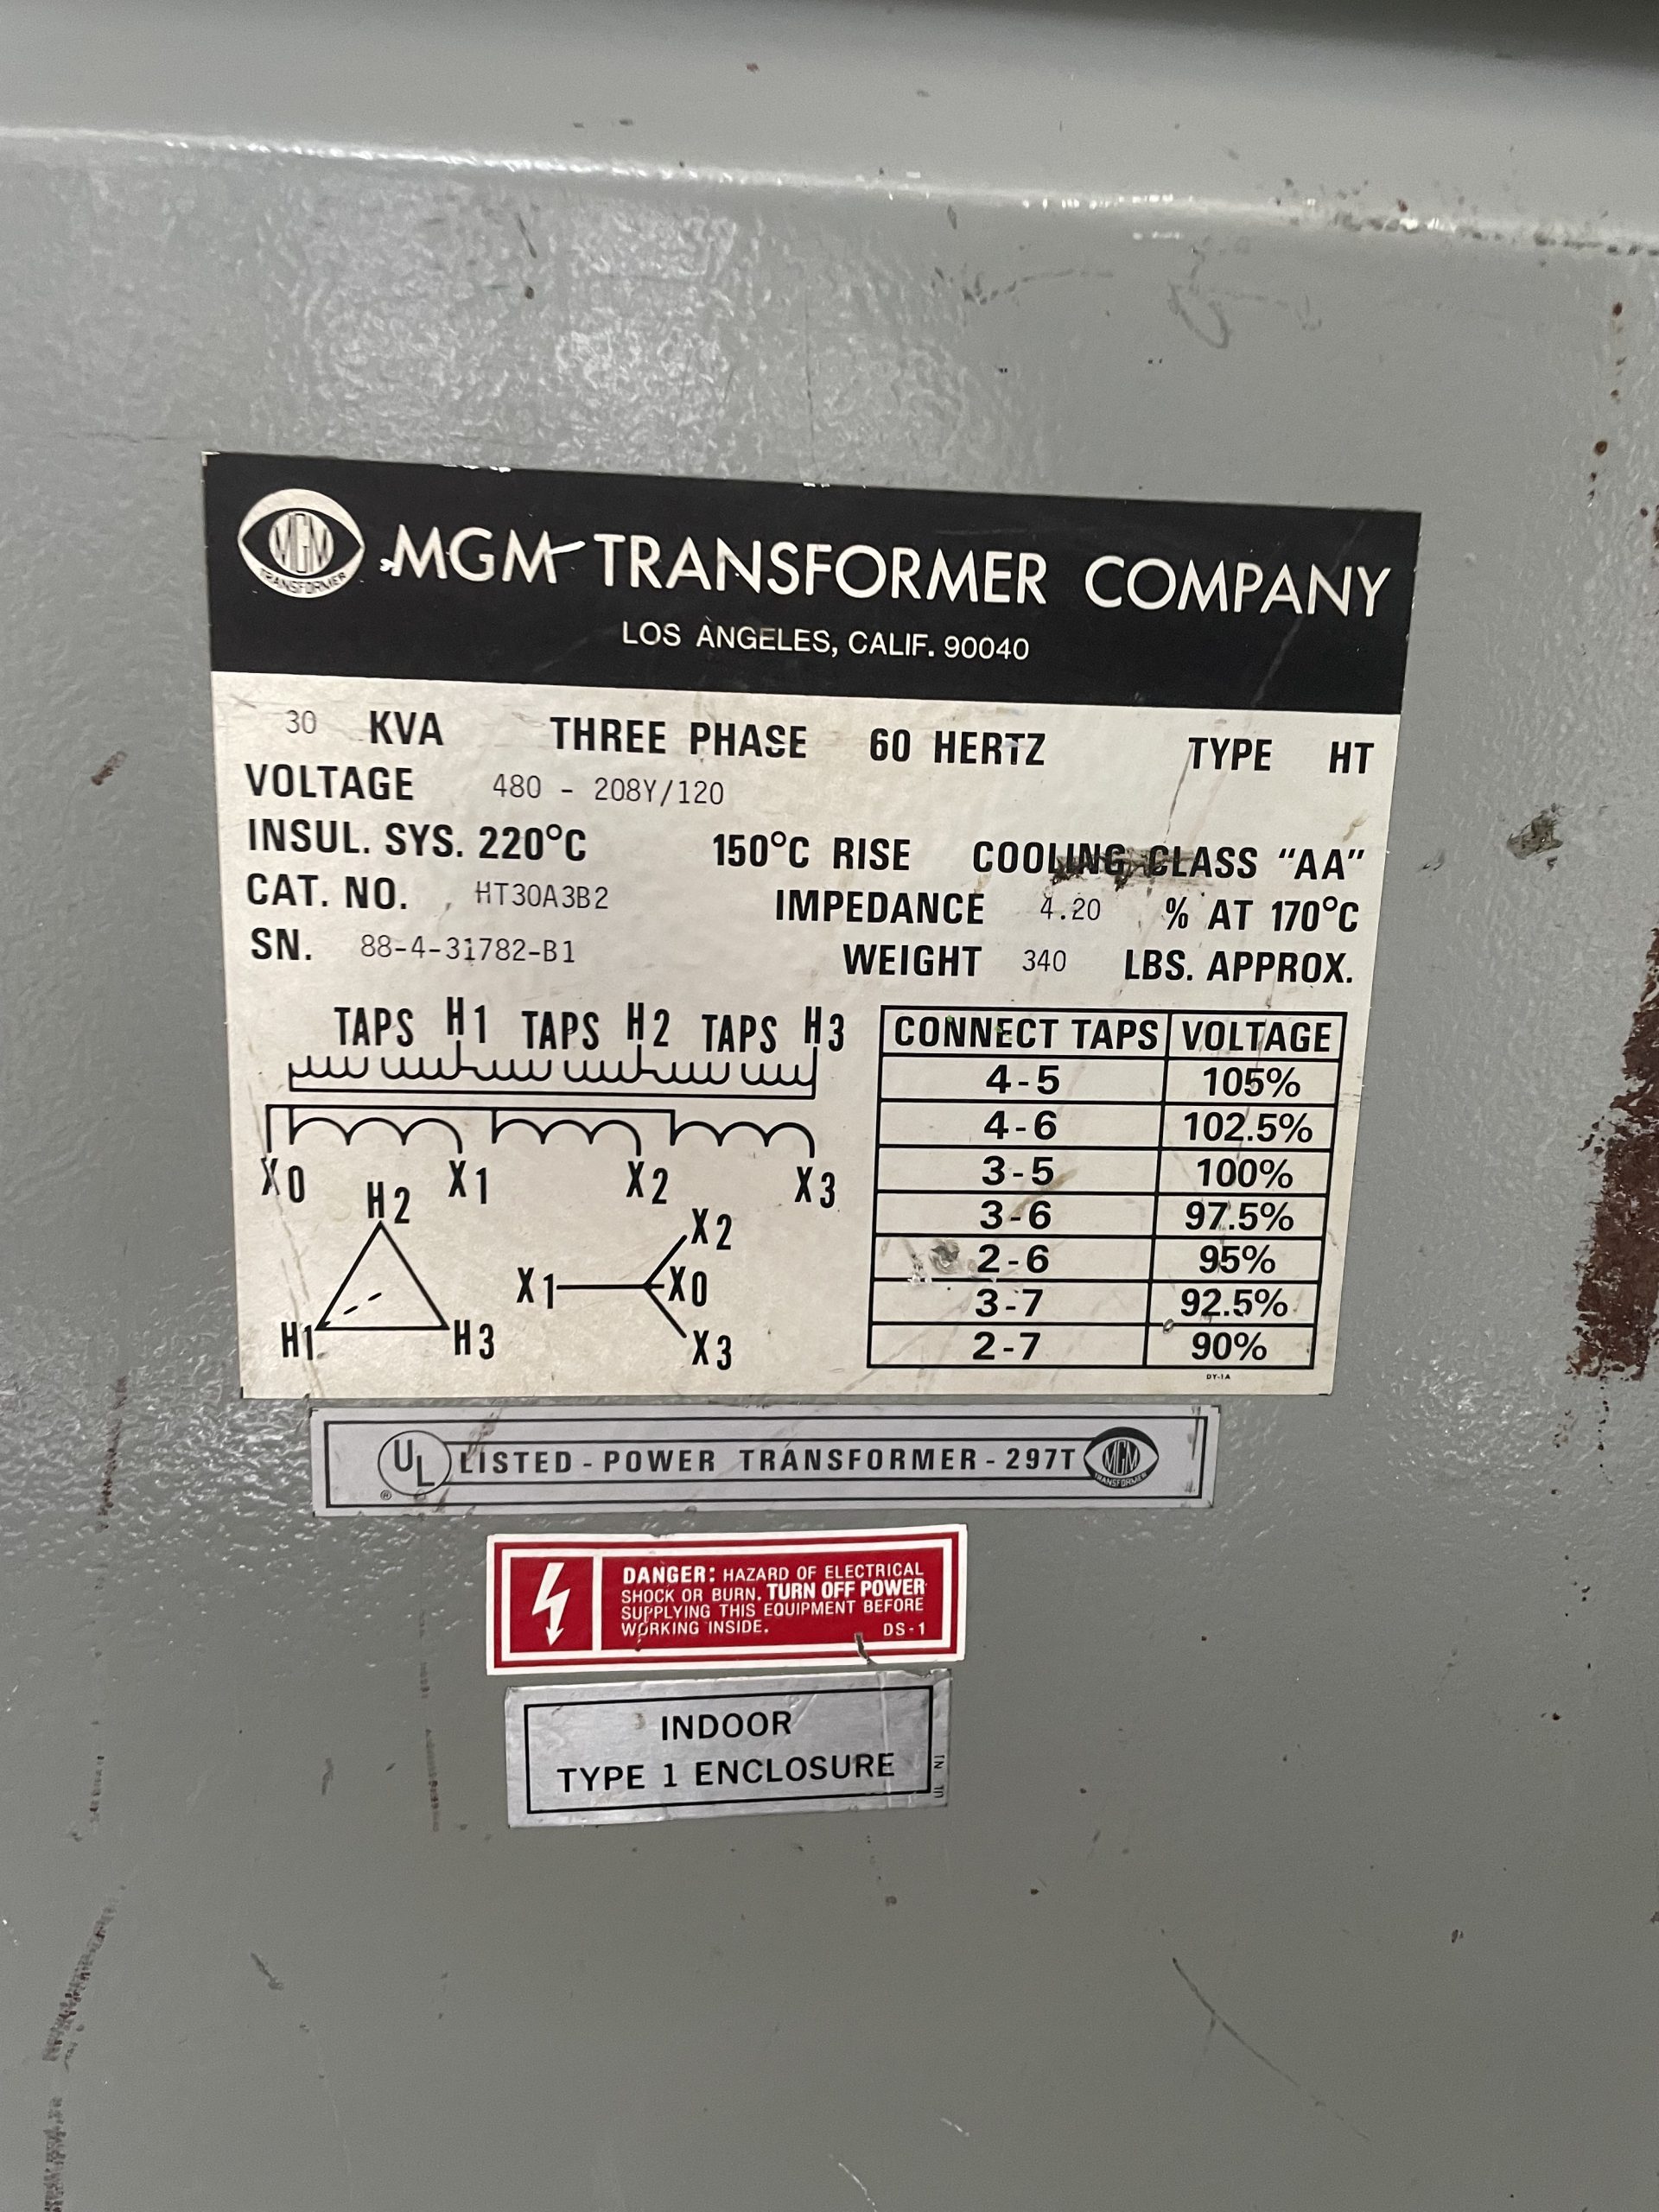 MGM TRANSFORMER COMPANY
MGM
TRANSFORMER
LOS ANGELES, CALIF. 90040
30 KVA THREE PHASE 60 HERTZ TYPE HT
VOLTAGE 480 - 208Y/120
INSUL. SYS. 220°C 150°C RISE COOLING CLASS “AA”
CAT. NO. HT30A3B2 IMPEDANCE 4.20 % AT 170°C
SN. 88-4-31782-B1 WEIGHT 340 LBS. APPROX.
TAPS H1 TAPS H2 TAPS H3
X0 X1 X2 X3
H2
H1 H3
X2
X1 X0
X3
CONNECT TAPS VOLTAGE
4-5 105%
4-6 102.5%
3-5 100%
3-6 97.5%
2-6 95%
3-7 92.5%
2-7 90%
DY-1A
UL LISTED - POWER TRANSFORMER - 297T MGM
TRANSFORMER
®
DANGER: HAZARD OF ELECTRICAL
SHOCK OR BURN. TURN OFF POWER
SUPPLYING THIS EQUIPMENT BEFORE
WORKING INSIDE. DS-1
INDOOR
TYPE 1 ENCLOSURE